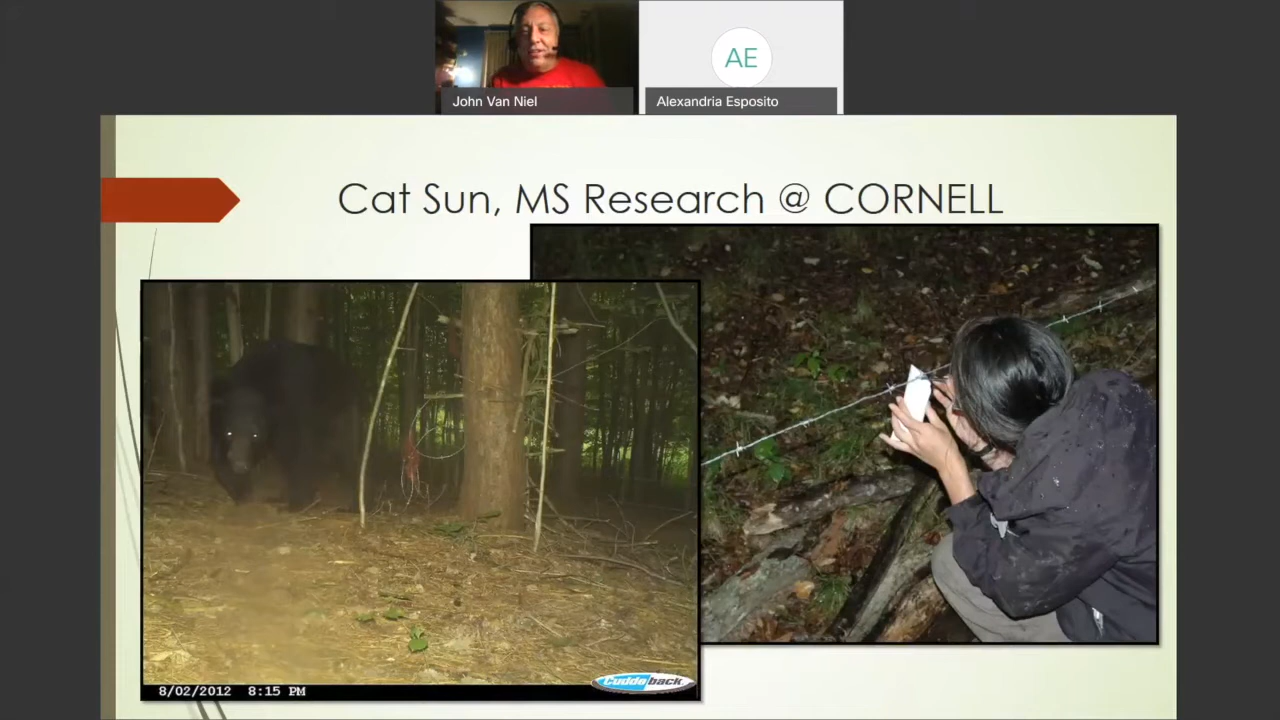 John Van Niel
AE
Alexandria Esposito
Cat Sun, MS Research @ CORNELL
8/02/2012 8:15 PM
Cuddeback